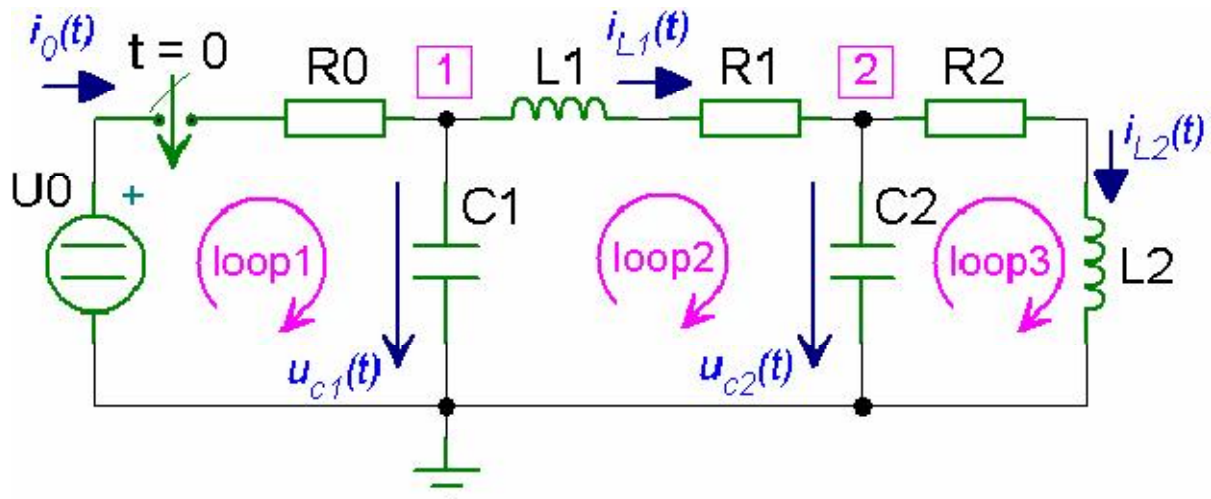 i0(t)
t = 0
R0
1
L1
iL1(t)
R1
2
R2
iL2(t)
U0
+
C1
C2
L2
loop1
loop2
loop3
uc1(t)
uc2(t)